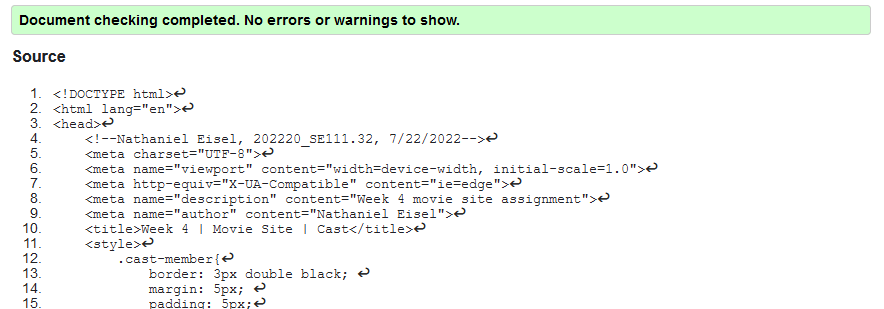 Document checking completed. No errors or warnings to show.
Source
1. <!DOCTYPE html>↩
2. <html lang="en">↩
3. <head>↩
4.     <!--Nathaniel Eisel, 202220_SE111.32, 7/22/2022-->↩
5.     <meta charset="UTF-8">↩
6.     <meta name="viewport" content="width=device-width, initial-scale=1.0">↩
7.     <meta http-equiv="X-UA-Compatible" content="ie=edge">↩
8.     <meta name="description" content="Week 4 movie site assignment">↩
9.     <meta name="author" content="Nathaniel Eisel">↩
10.     <title>Week 4 | Movie Site | Cast</title>↩
11.     <style>↩
12.         .cast-member{↩
13.             border: 3px double black; ↩
14.             margin: 5px; ↩
15.             padding: 5px;↩